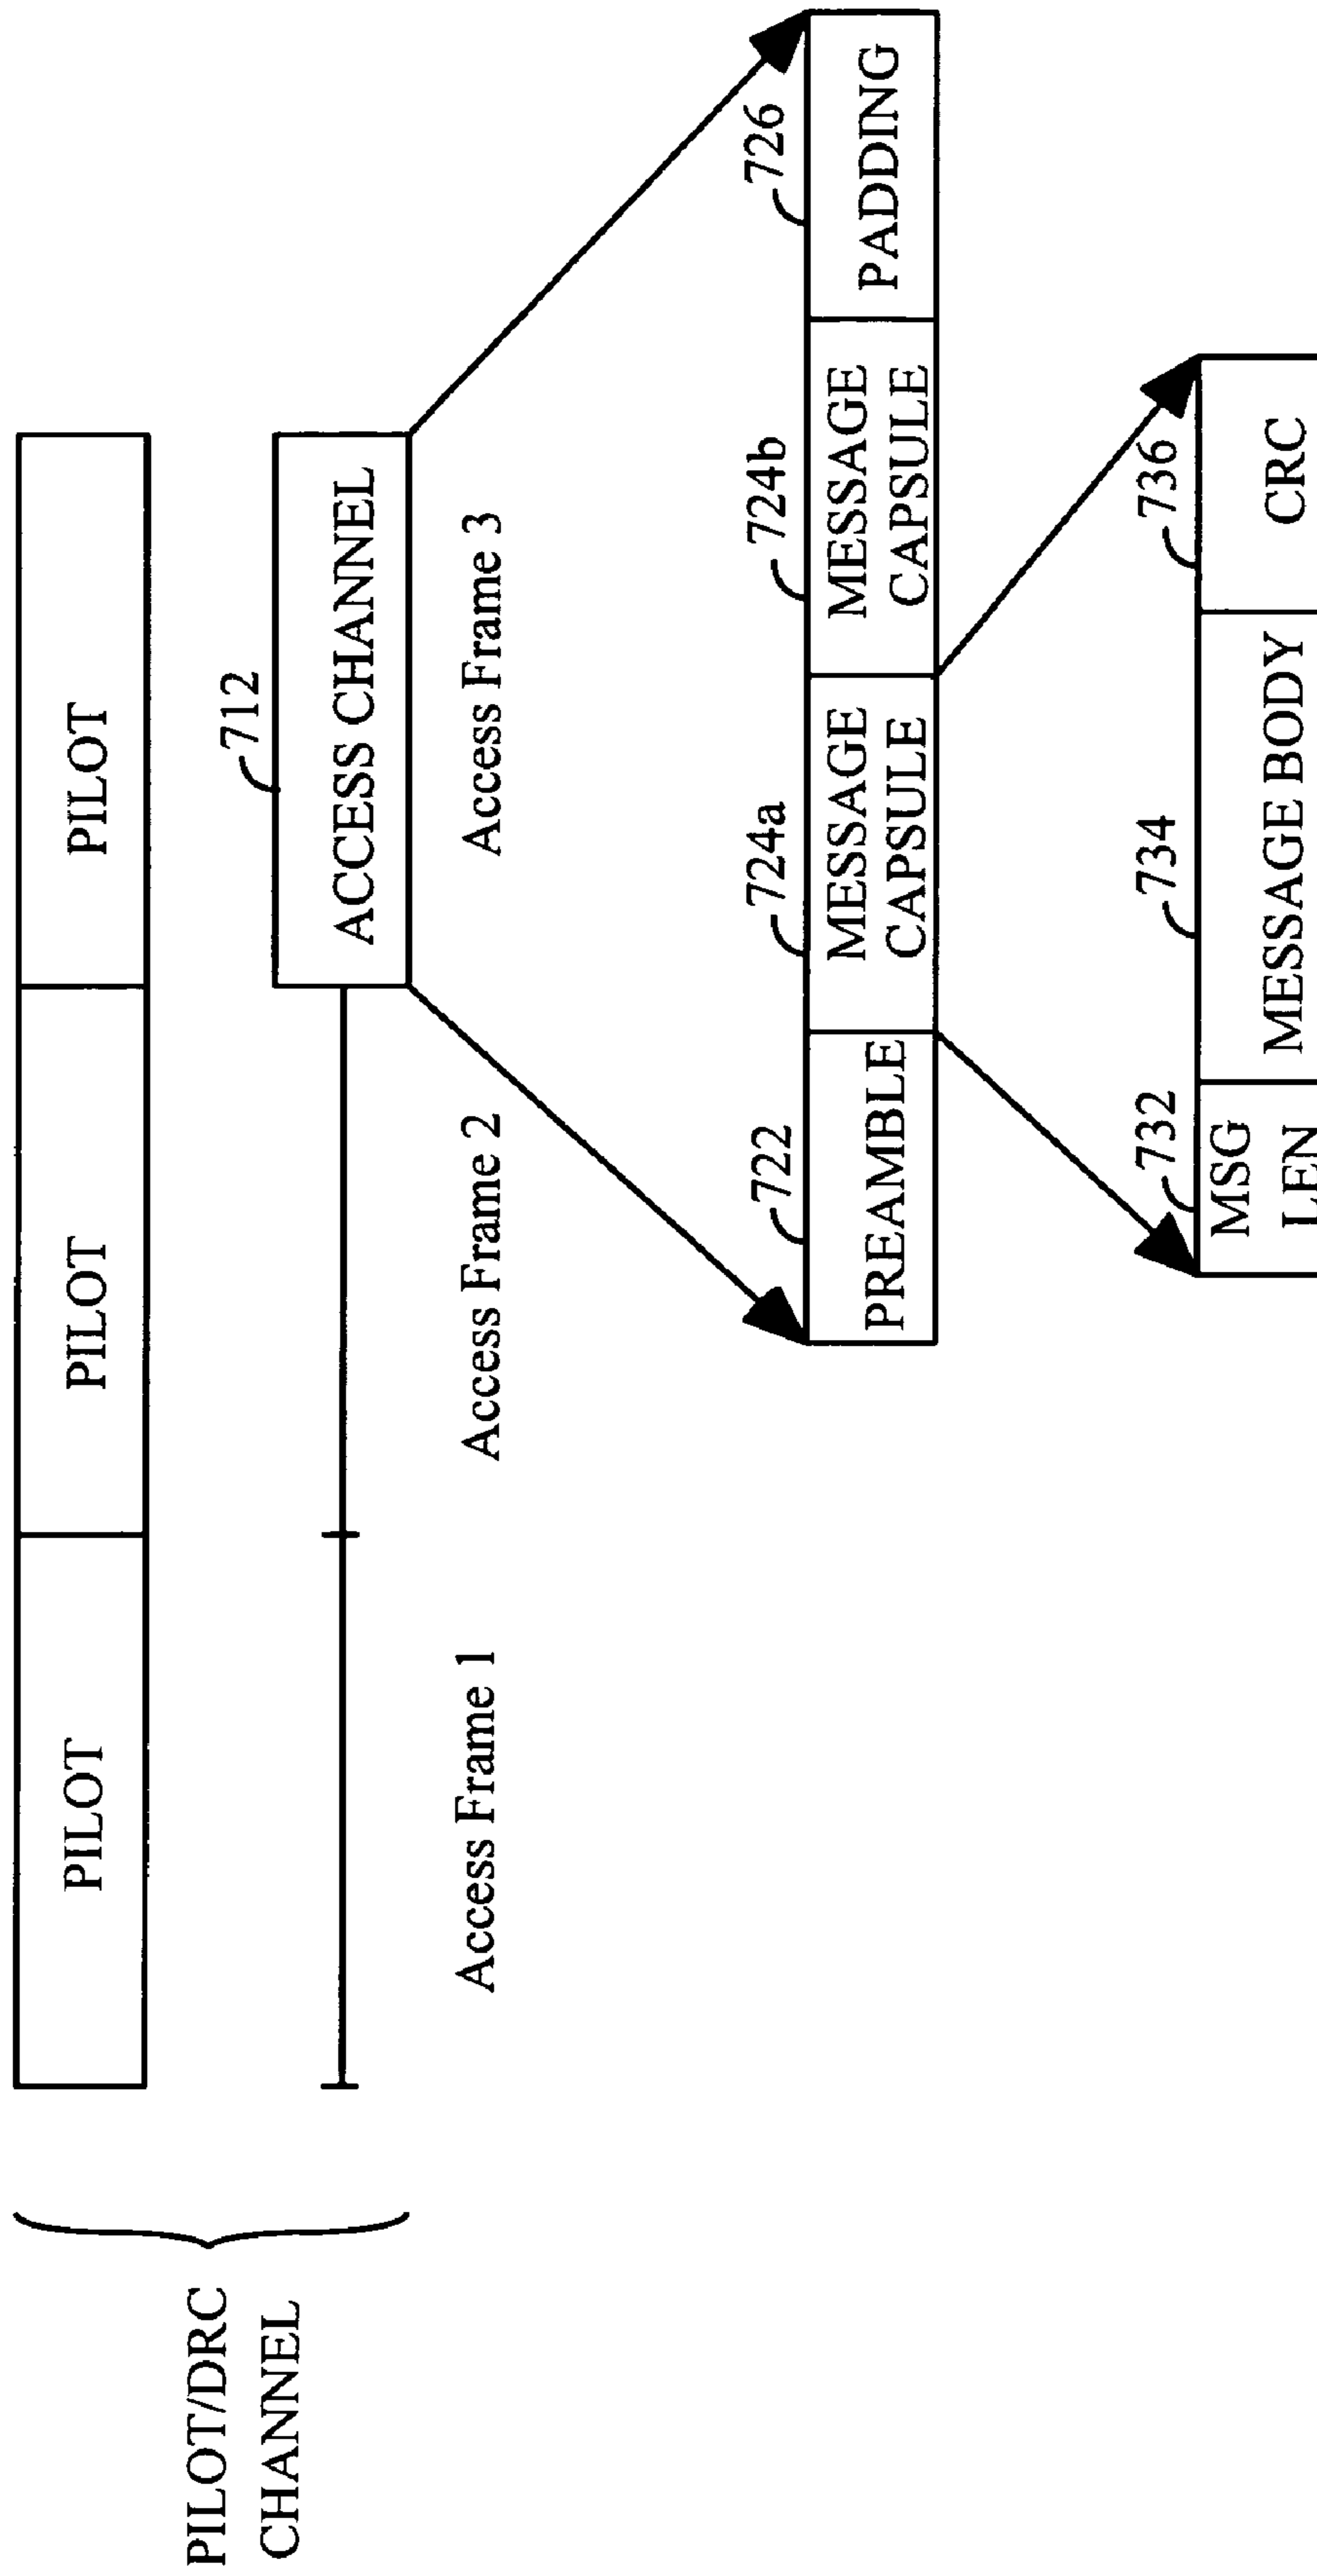 PILOT/DRC
CHANNEL
PILOT
PILOT
PILOT
712
ACCESS CHANNEL
Access Frame 1
Access Frame 2
Access Frame 3
722
724a
724b
726
PREAMBLE
MESSAGE
CAPSULE
MESSAGE
CAPSULE
PADDING
732
734
736
MSG
LEN
MESSAGE BODY
CRC